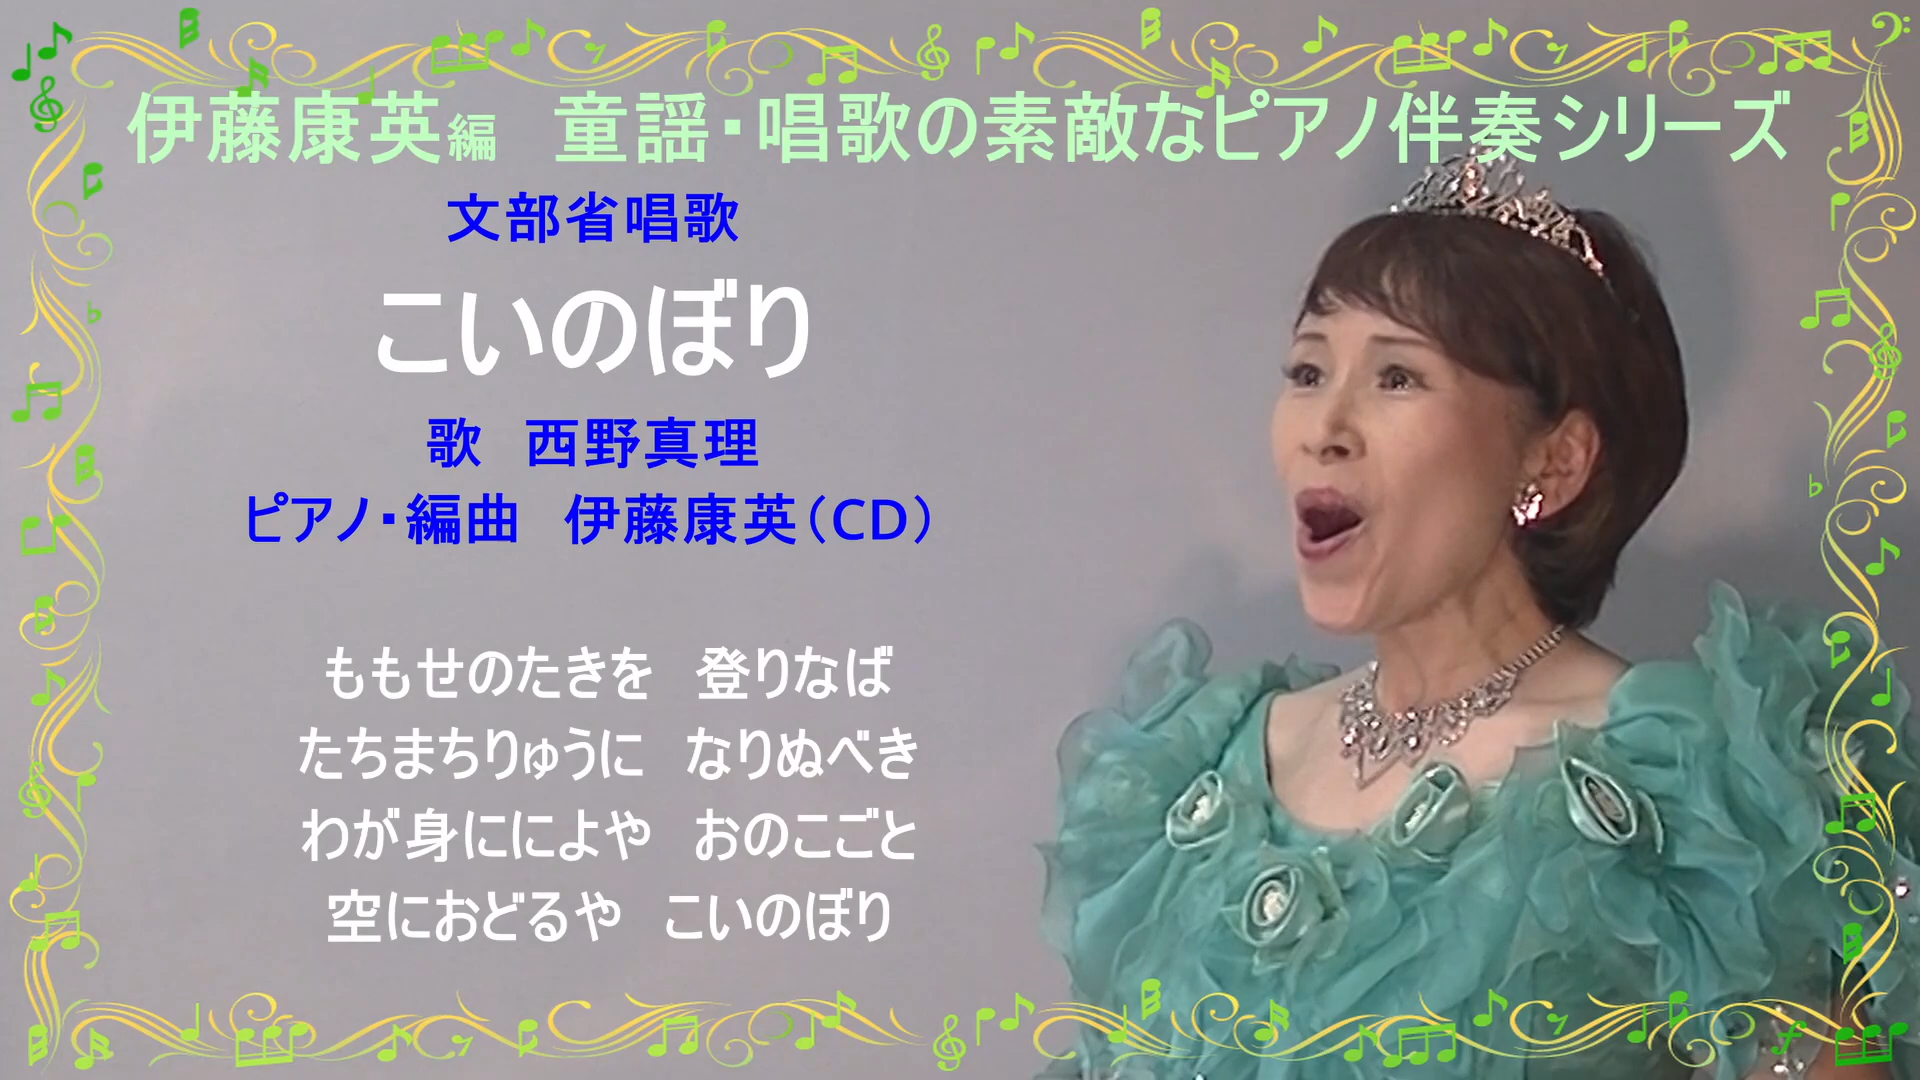 伊藤康英編　童謡・唱歌の素敵なピアノ伴奏シリーズ
文部省唱歌
こいのぼり
歌　西野真理
ピアノ・編曲　伊藤康英（CD）
ももせのたきを　登りなば
たちまちりゅうに　なりぬべき
わが身ににによや　おのこごと
空におどるや　こいのぼり